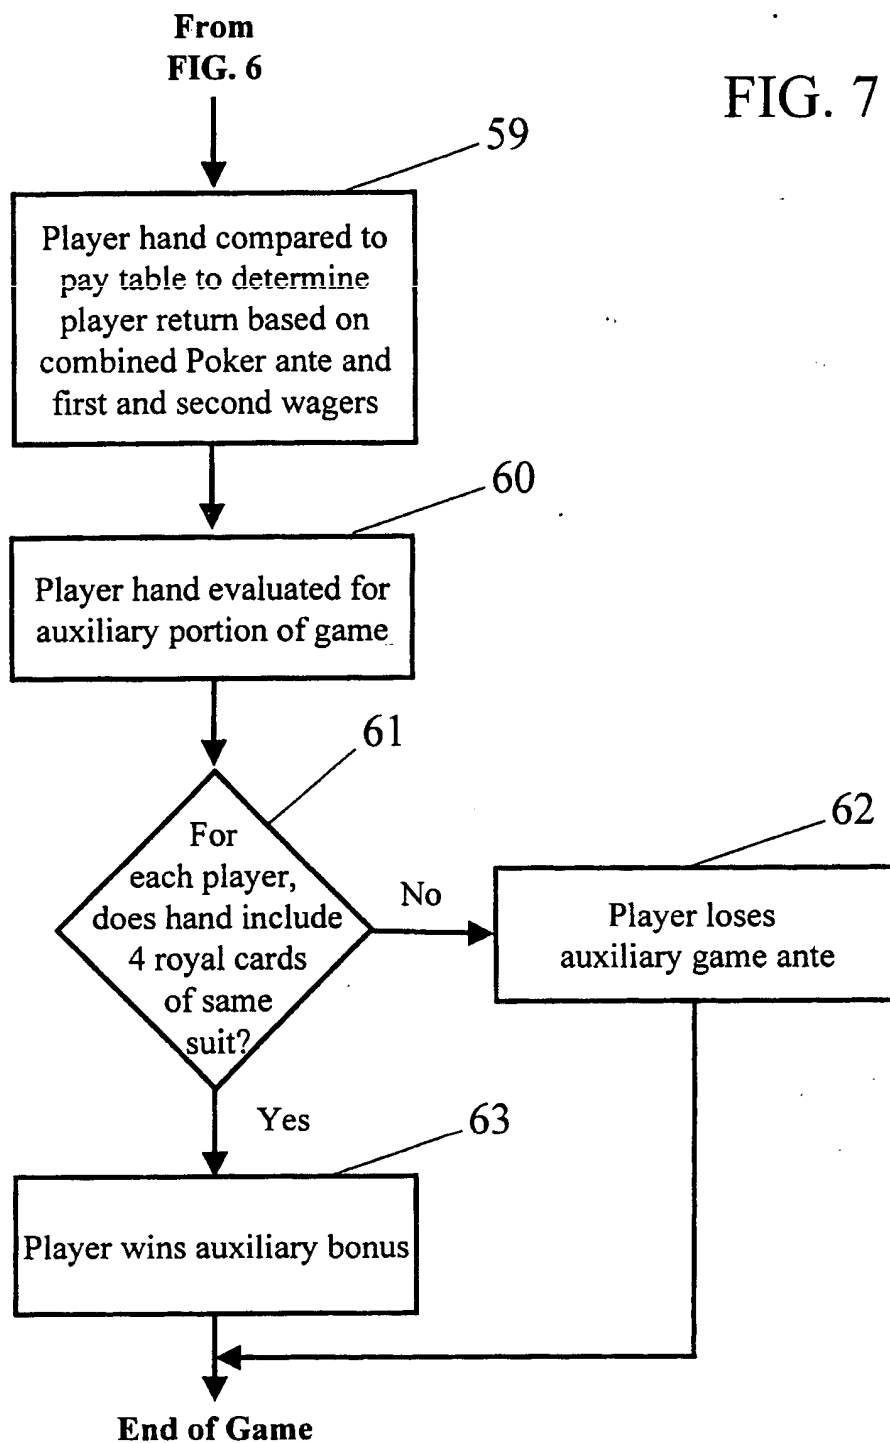 From
FIG. 6
FIG. 7
59
Player hand compared to
pay table to determine
player return based on
combined Poker ante and
first and second wagers
60
Player hand evaluated for
auxiliary portion of game
61
For
each player,
does hand include
4 royal cards
of same
suit?
No
62
Player loses
auxiliary game ante
Yes
63
Player wins auxiliary bonus
End of Game